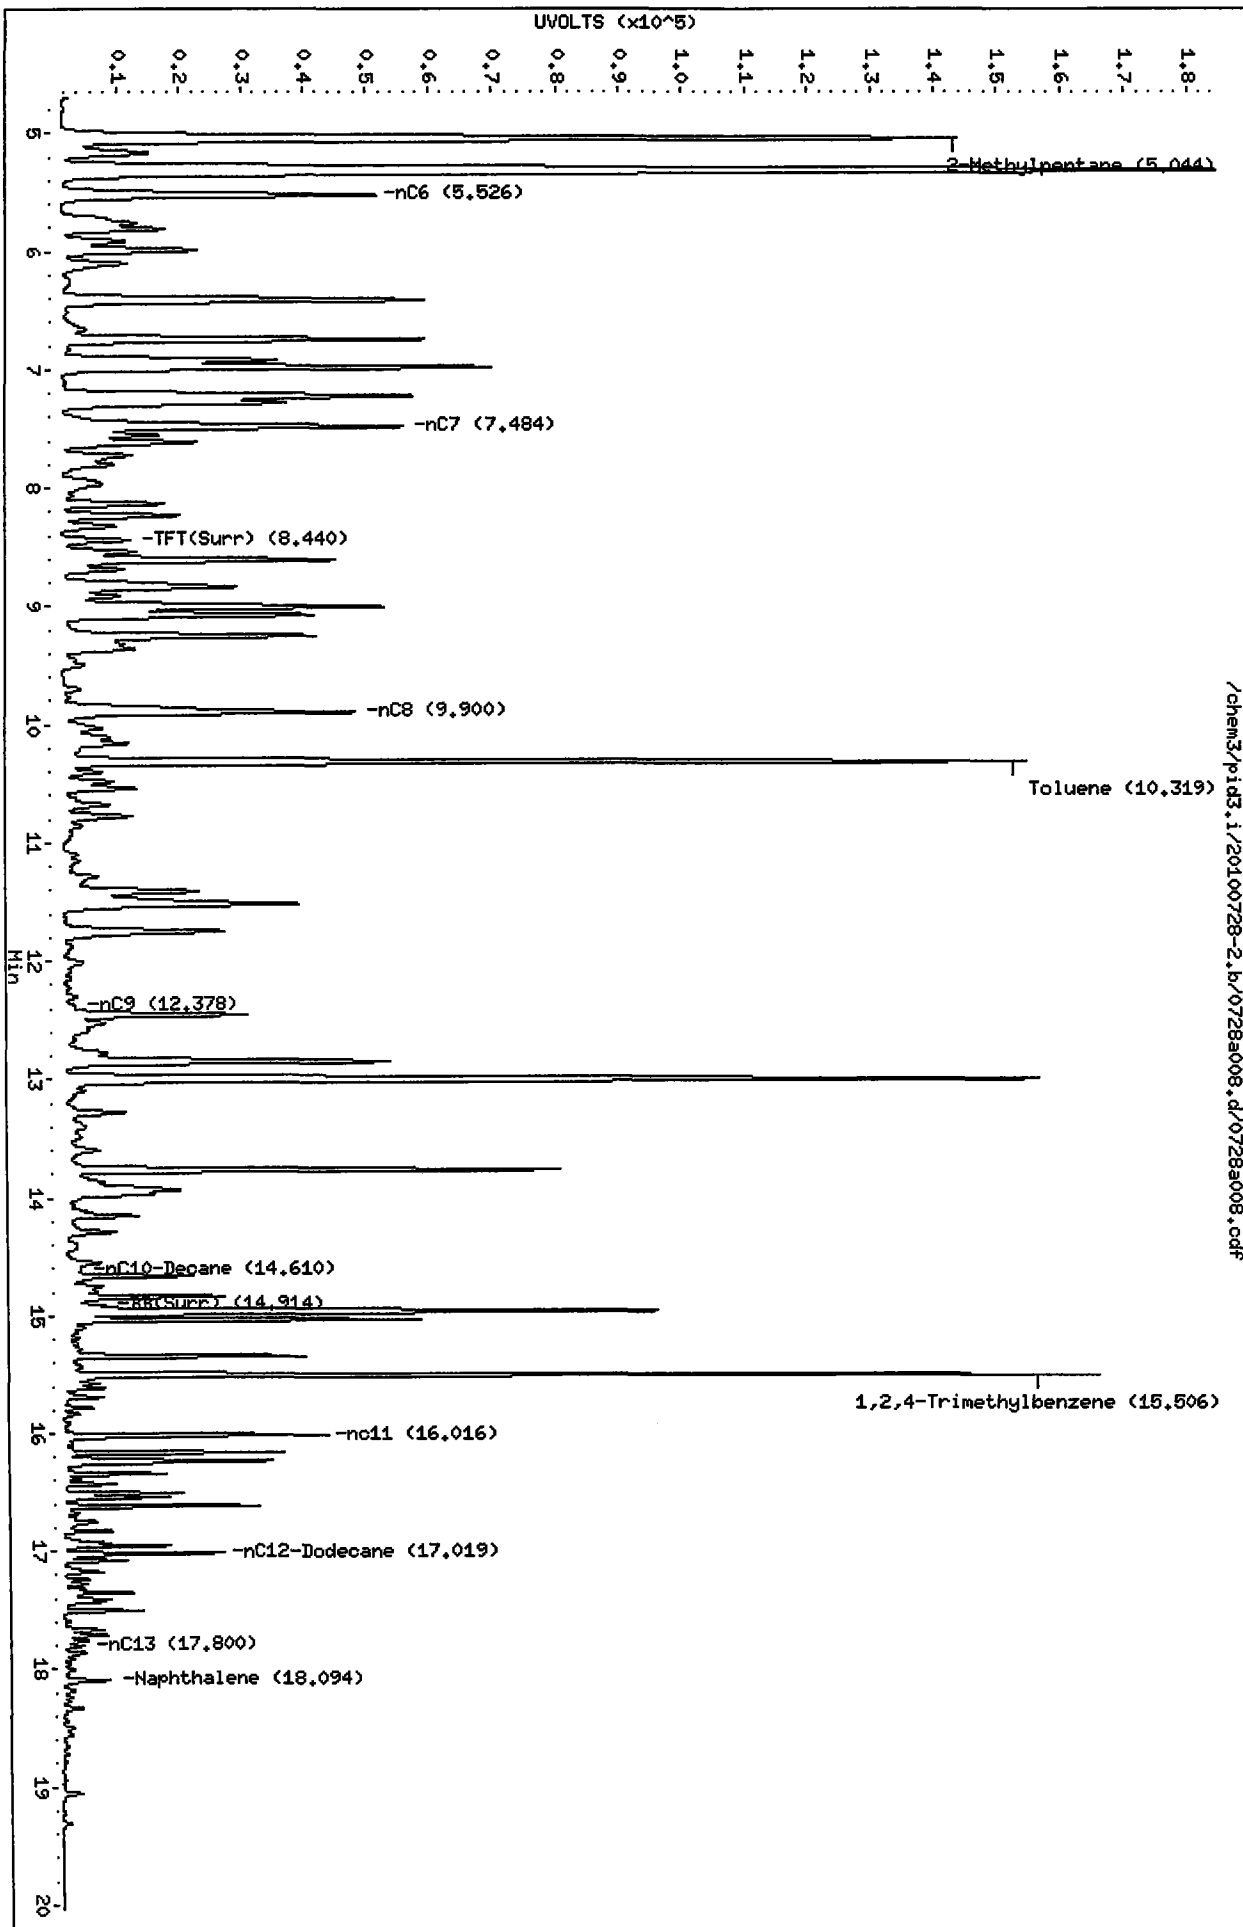 UVOLTS (x10^5)
0.1
0.2
0.3
0.4
0.5
0.6
0.7
0.8
0.9
1.0
1.1
1.2
1.3
1.4
1.5
1.6
1.7
1.8
/chem3/pid3.i/20100728-2.b/0728a008.d/0728a008.cdf
5
2-Methylpentane (5.044)
-nC6 (5.526)
6
7
-nC7 (7.484)
8
-TFT(Surr) (8.440)
9
-nC8 (9.900)
10
Toluene (10.319)
11
12
Min
-nC9 (12.378)
13
14
-nC10-Decane (14.610)
-BB(Surr) (14.914)
15
1,2,4-Trimethylbenzene (15.506)
16
-nc11 (16.016)
17
-nC12-Dodecane (17.019)
-nC13 (17.800)
18
-Naphthalene (18.094)
19
20